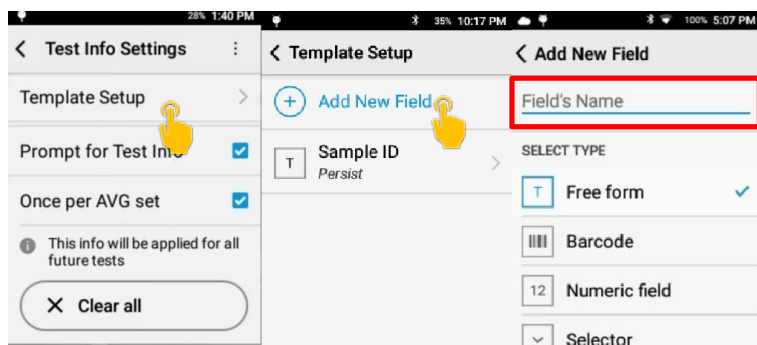 28% 1:40 PM
Test Info Settings
Template Setup
Prompt for Test Info
Once per AVG set
This info will be applied for all
future tests
Clear all
35% 10:17 PM
Template Setup
Add New Field
T
Sample ID
Persist
100% 5:07 PM
Add New Field
Field's Name
SELECT TYPE
T
Free form
Barcode
12
Numeric field
Selector